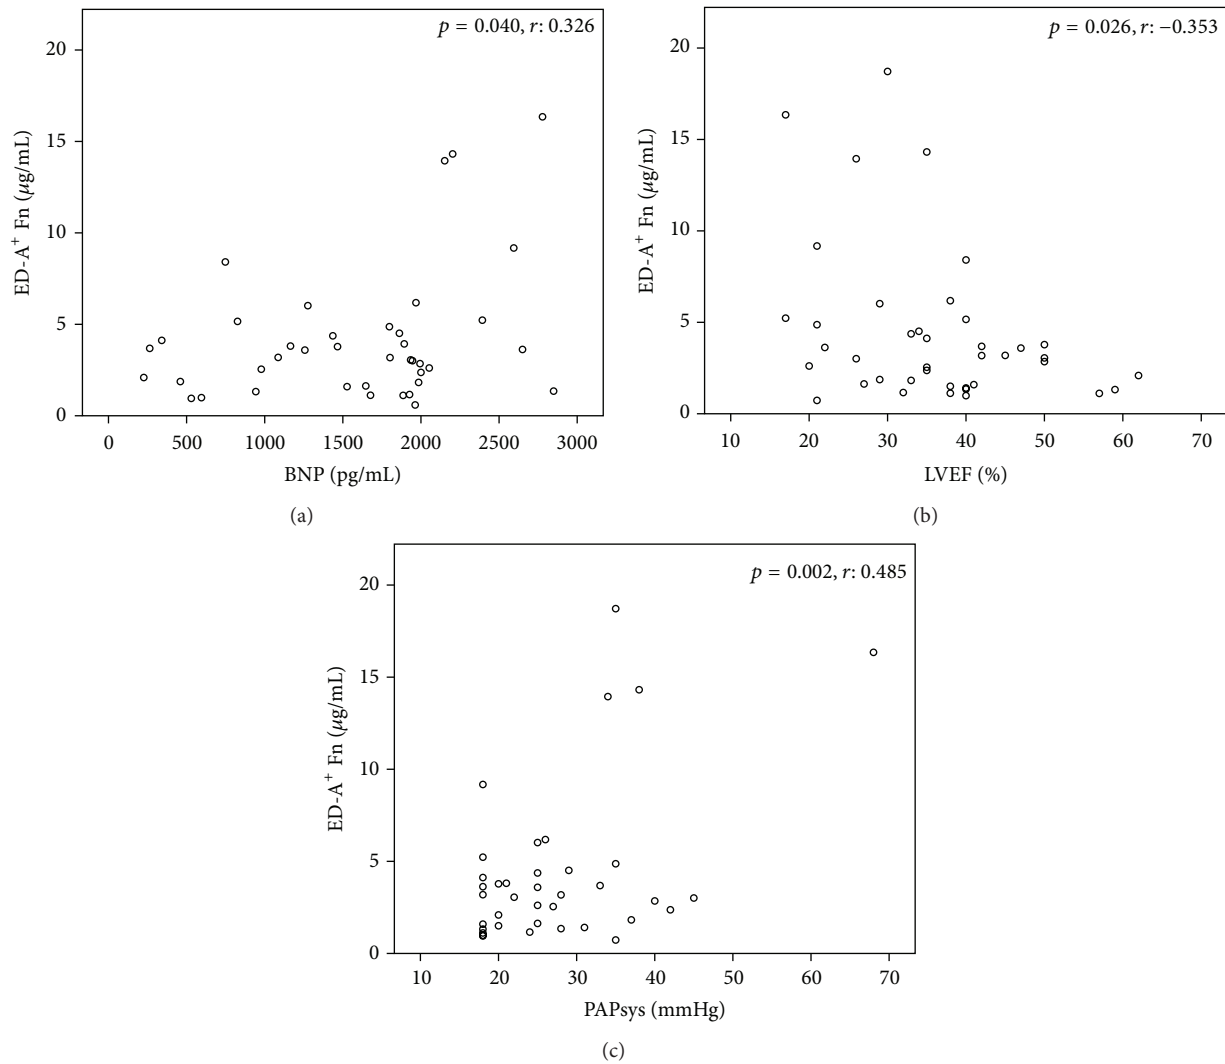 p = 0.040, r: 0.326
20
15
10
5
0
ED-A⁺ Fn (μg/mL)
0 500 1000 1500 2000 2500 3000
BNP (pg/mL)
(a)
p = 0.026, r: −0.353
20
15
10
5
0
ED-A⁺ Fn (μg/mL)
10 20 30 40 50 60 70
LVEF (%)
(b)
p = 0.002, r: 0.485
20
15
10
5
0
ED-A⁺ Fn (μg/mL)
10 20 30 40 50 60 70
PAPsys (mmHg)
(c)